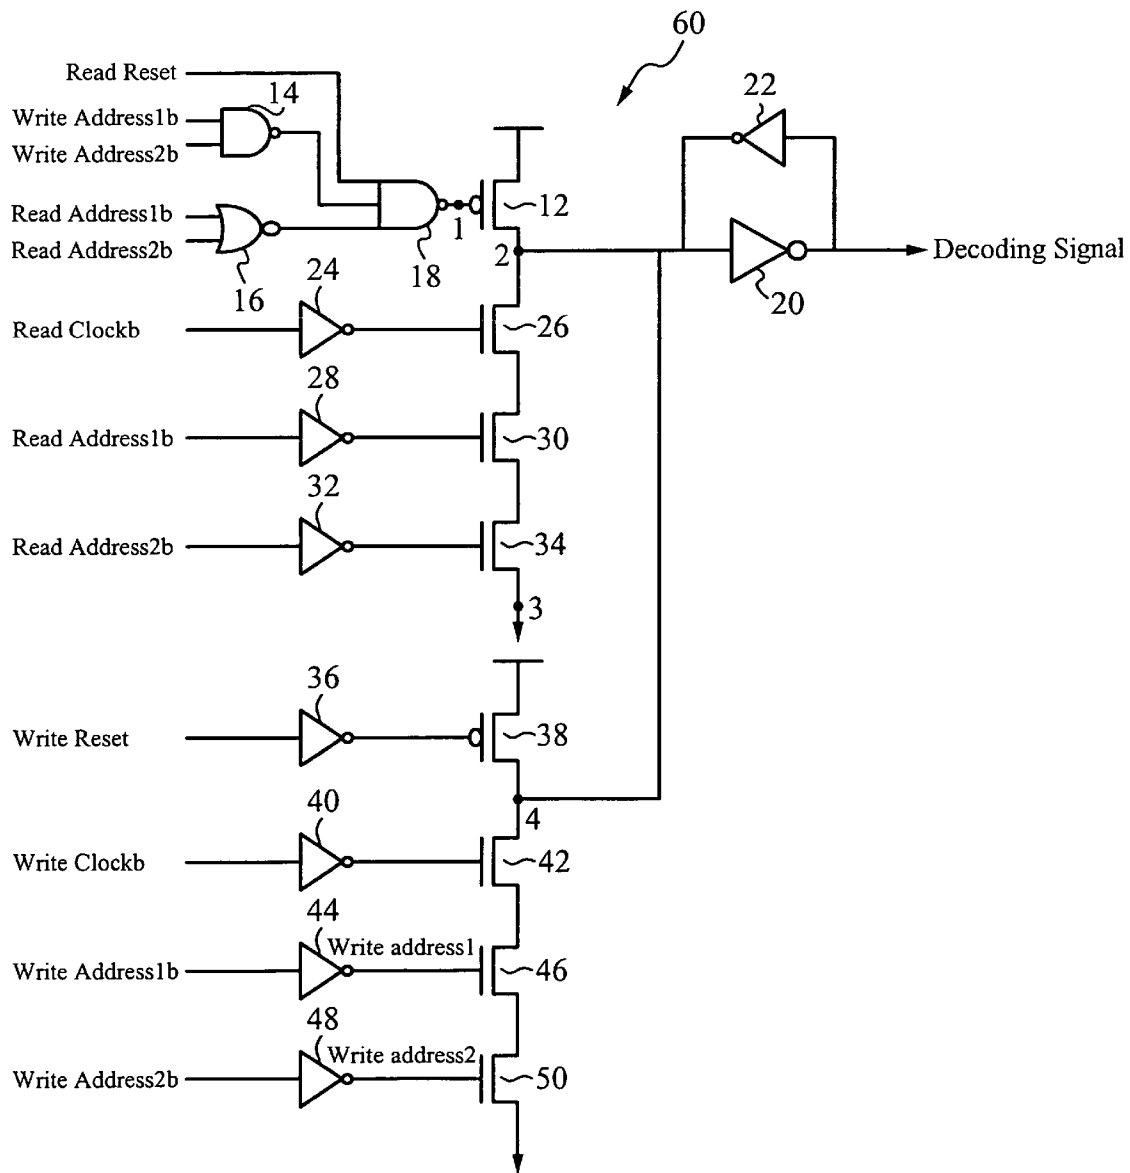 60
Read Reset
14
22
Write Address1b
Write Address2b
12
Read Address1b
1
Read Address2b
2
Decoding Signal
16
18
20
24
Read Clockb
26
28
Read Address1b
30
32
Read Address2b
34
3
36
Write Reset
38
40
4
Write Clockb
42
44
Write address1
Write Address1b
46
48
Write address2
Write Address2b
50